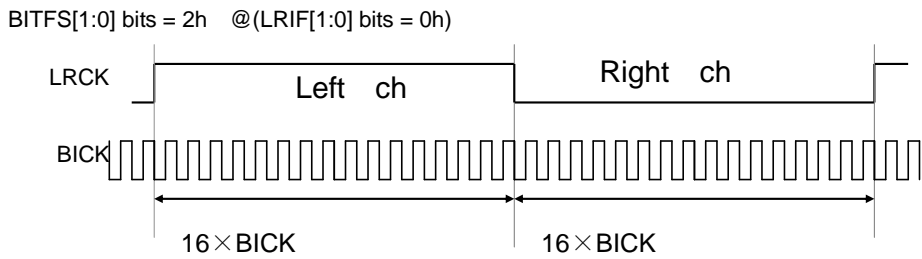 BITFS[1:0] bits = 2h @(LRIF[1:0] bits = 0h)
LRCK
Left ch
Right ch
BICK
16×BICK
16×BICK